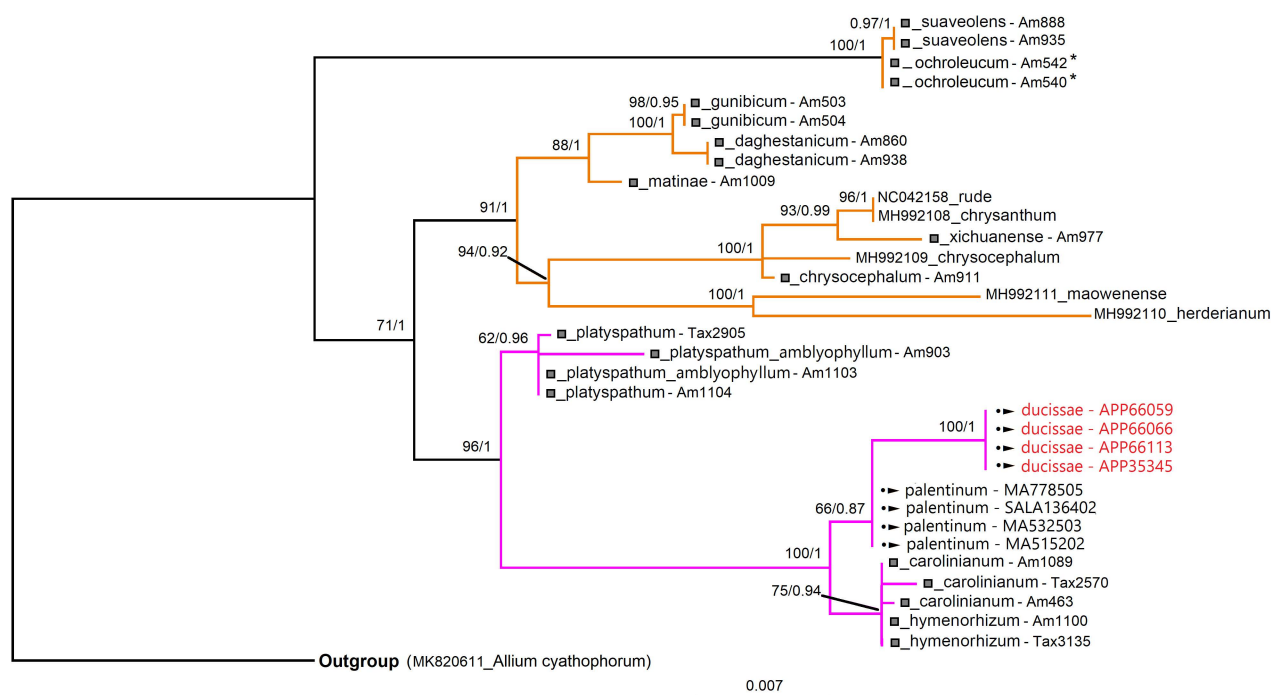 0.97/1
_suaveolens - Am888
_suaveolens - Am935
100/1
_ochroleucum - Am542*
_ochroleucum - Am540*
98/0.95
_gunibicum - Am503
100/1
_gunibicum - Am504
_daghestanicum - Am860
88/1
_daghestanicum - Am938
_matinae - Am1009
96/1
NC042158_rude
91/1
93/0.99
MH992108_chrysanthum
_xichuanense - Am977
94/0.92
100/1
MH992109_chrysocephalum
_chrysocephalum - Am911
100/1
MH992111_maowenense
MH992110_herderianum
71/1
62/0.96
_platyspathum - Tax2905
_platyspathum_amblyophyllum - Am903
_platyspathum_amblyophyllum - Am1103
_platyspathum - Am1104
ducissae - APP66059
100/1
ducissae - APP66066
96/1
ducissae - APP66113
ducissae - APP35345
palentinum - MA778505
66/0.87
palentinum - SALA136402
palentinum - MA532503
palentinum - MA515202
100/1
_carolinianum - Am1089
75/0.94
_carolinianum - Tax2570
_carolinianum - Am463
_hymenorhizum - Am1100
_hymenorhizum - Tax3135
Outgroup (MK820611_Allium cyathophorum)
0.007